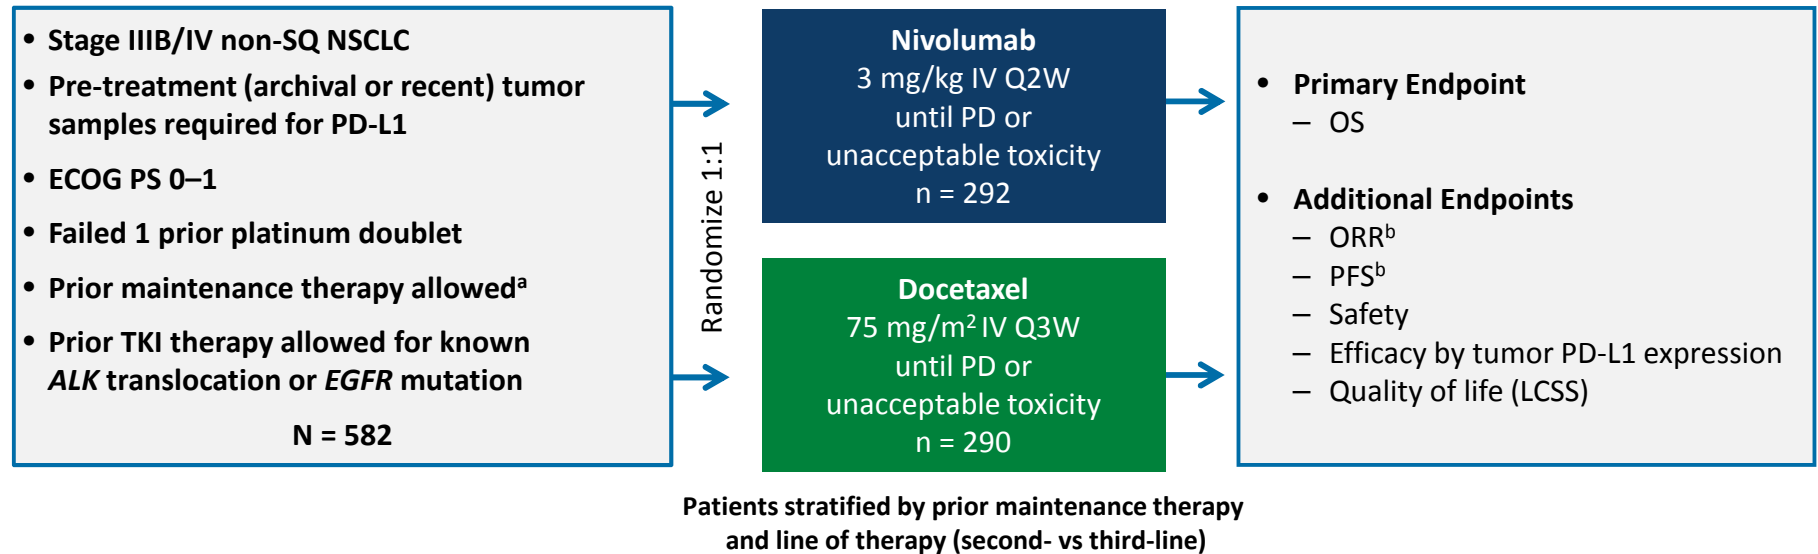 • Stage IIIB/IV non-SQ NSCLC
• Pre-treatment (archival or recent) tumor
samples required for PD-L1
• ECOG PS 0–1
• Failed 1 prior platinum doublet
• Prior maintenance therapy allowedᵃ
• Prior TKI therapy allowed for known
ALK translocation or EGFR mutation
N = 582
Randomize 1:1
Nivolumab
3 mg/kg IV Q2W
until PD or
unacceptable toxicity
n = 292
Docetaxel
75 mg/m² IV Q3W
until PD or
unacceptable toxicity
n = 290
Patients stratified by prior maintenance therapy
and line of therapy (second- vs third-line)
• Primary Endpoint
– OS
• Additional Endpoints
– ORRᵇ
– PFSᵇ
– Safety
– Efficacy by tumor PD-L1 expression
– Quality of life (LCSS)